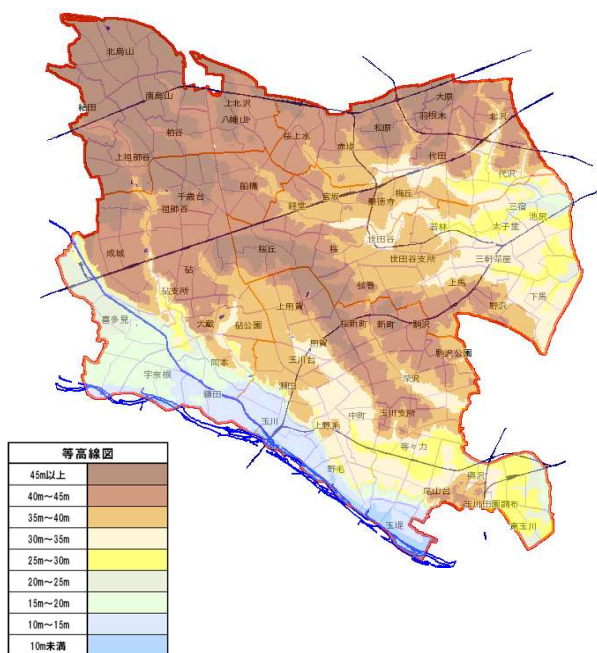 北烏山
給田
南烏山
上北沢
八幡山
粕谷
桜上水
上祖師谷
千歳台
船橋
祖師谷
経堂
宮坂
赤堤
松原
大原
羽根木
北沢
代田
代沢
梅丘
豪徳寺
三宿
池尻
若林
太子堂
世田谷
世田谷支所
三軒茶屋
成城
砧
桜丘
桜
弦巻
上馬
下馬
野沢
砧支所
喜多見
大蔵
砧公園
上用賀
用賀
桜新町
新町
駒沢
駒沢公園
玉川台
岡本
宇奈根
鎌田
瀬田
深沢
中町
玉川支所
玉川
上野毛
等々力
野毛
尾山台
奥沢
玉川田園調布
東玉川
玉堤
等高線図
45m以上
40m～45m
35m～40m
30m～35m
25m～30m
20m～25m
15m～20m
10m～15m
10m未満